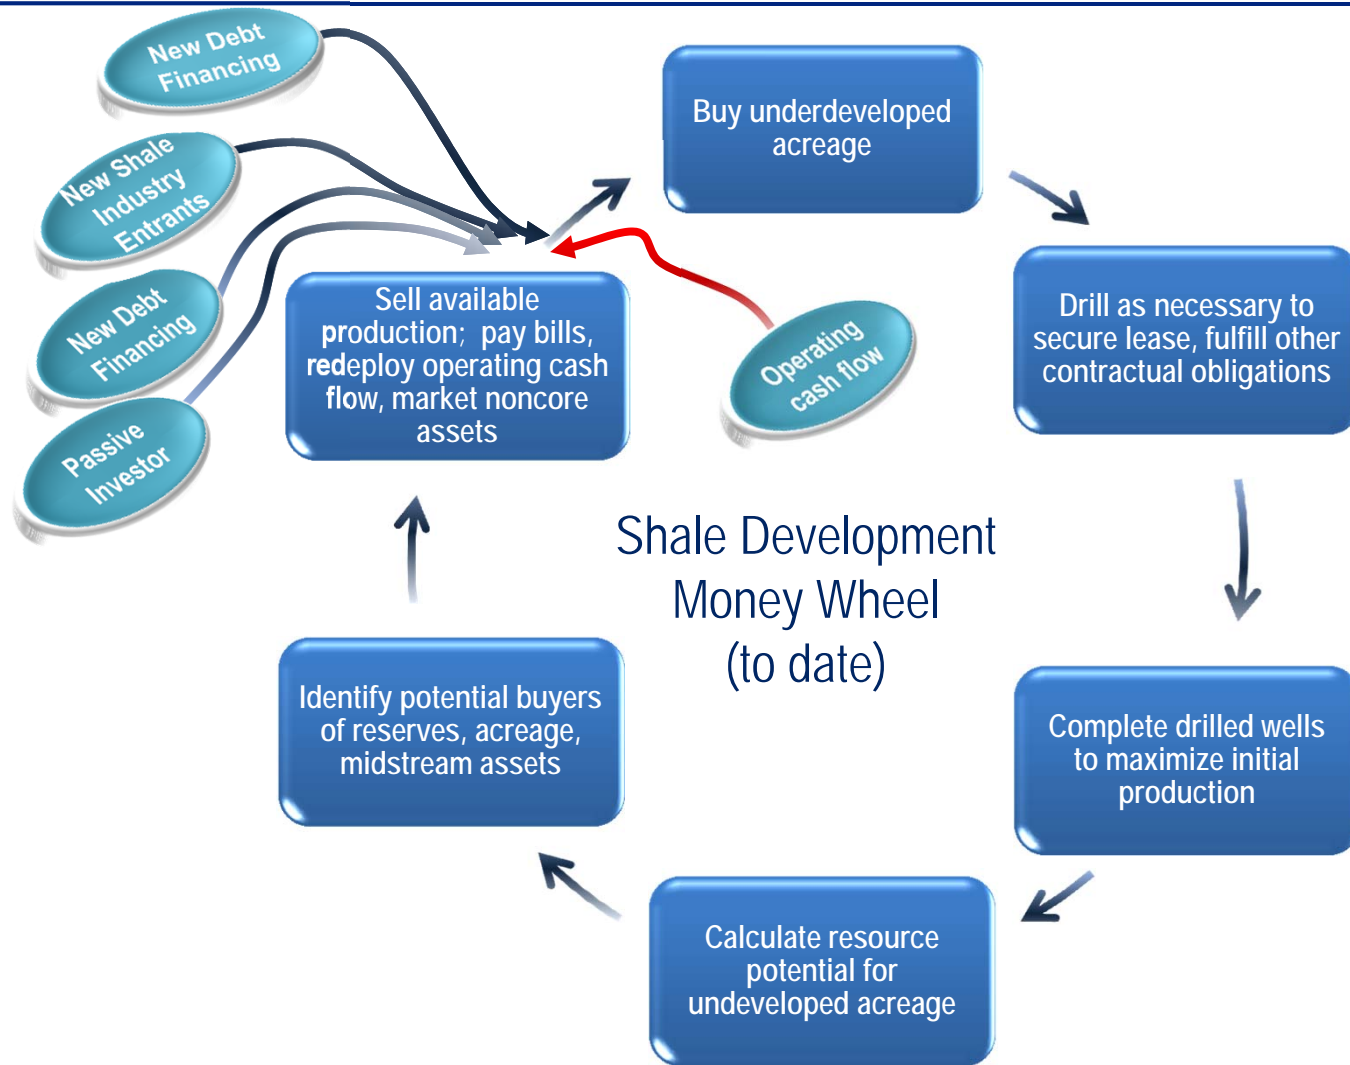 New Debt
Financing
New Shale
Industry
Entrants
New Debt
Financing
Passive
Investor
Buy underdeveloped
acreage
Drill as necessary to
secure lease, fulfill other
contractual obligations
Complete drilled wells
to maximize initial
production
Calculate resource
potential for
undeveloped acreage
Identify potential buyers
of reserves, acreage,
midstream assets
Sell available
production; pay bills,
redeploy operating cash
flow, market noncore
assets
Operating
cash flow
Shale Development
Money Wheel
(to date)